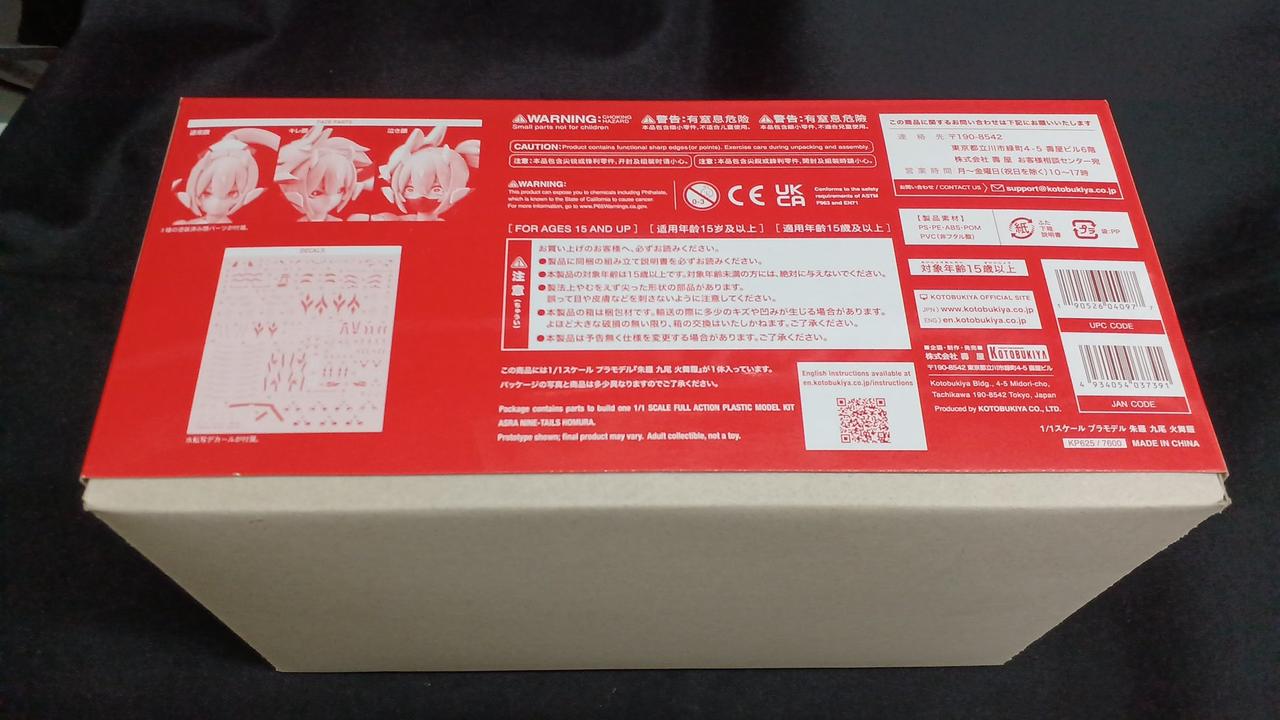 FACE PARTS
通常顔
キレ顔
泣き顔
3種の塗装済み顔パーツが付属。
DECALS
水転写デカールが付属。
WARNING: CHOKING HAZARD
Small parts not for children
警告:有窒息危险
本品包含细小零件,不适合儿童使用。
警告:有窒息危險
本品包含細小零件,不適合兒童使用。
CAUTION: Product contains functional sharp edges(or points). Exercise care during unpacking and assembly.
注意:本品包含尖锐或锋利零件,开封及组装时请小心。
注意:本品包含尖銳或鋒利零件,開封及組裝時請小心。
WARNING:
This product can expose you to chemicals including Phthalate,
which is known to the State of California to cause cancer.
For more information, go to www.P65Warnings.ca.gov.
0-3
CE
UK
CA
Conforms to the safety
requirements of ASTM
F963 and EN71
[FOR AGES 15 AND UP] [适用年龄15岁及以上] [適用年齡15歲及以上]
注意
お買い上げのお客様へ、必ずお読みください。
●製品に同梱の組み立て説明書を必ずお読みください。
●本製品の対象年齢は15歳以上です。対象年齢未満の方には、絶対に与えないでください。
●製法上やむをえず尖った形状の部品があります。
誤って目や皮膚などを刺さないように注意してください。
●本製品の箱は梱包材です。輸送の際に多少のキズや凹みが生じる場合があります。
よほど大きな破損の無い限り、箱の交換はいたしかねます。ご了承ください。
●本製品は予告無く仕様を変更する場合があります。ご了承ください。
この商品には1/1スケール プラモデル「朱羅 九尾 火舞羅」が1体入っています。
パッケージの写真と商品は多少異なりますのでご了承ください。
Package contains parts to build one 1/1 SCALE FULL ACTION PLASTIC MODEL KIT
ASRA NINE-TAILS HOMURA.
Prototype shown; final product may vary. Adult collectible, not a toy.
English instructions available at
en.kotobukiya.co.jp/instructions
この商品に関するお問い合わせは下記にお願いいたします
連絡先 〒190-8542
東京都立川市緑町4-5 壽屋ビル6階
株式会社 壽屋 お客様相談センター宛
営業時間 月~金曜日(祝日を除く)10~17時
お問い合わせ / CONTACT US support@kotobukiya.co.jp
【製品素材】
PS・PE・ABS・POM
PVC(非フタル酸)
紙
ふた
下箱
説明書
プラ
袋:PP
対象年齢15歳以上
KOTOBUKIYA OFFICIAL SITE
JPN www.kotobukiya.co.jp
ENG en.kotobukiya.co.jp
■企画・制作・発売元
株式会社 壽屋 KOTOBUKIYA
〒190-8542 東京都立川市緑町4-5 壽屋ビル
Kotobukiya Bldg., 4-5 Midori-cho,
Tachikawa 190-8542 Tokyo, Japan
Produced by KOTOBUKIYA CO., LTD.
1 90526 04097 7
UPC CODE
4 934054 037391
JAN CODE
1/1スケール プラモデル 朱羅 九尾 火舞羅
KP625 / 7600 MADE IN CHINA